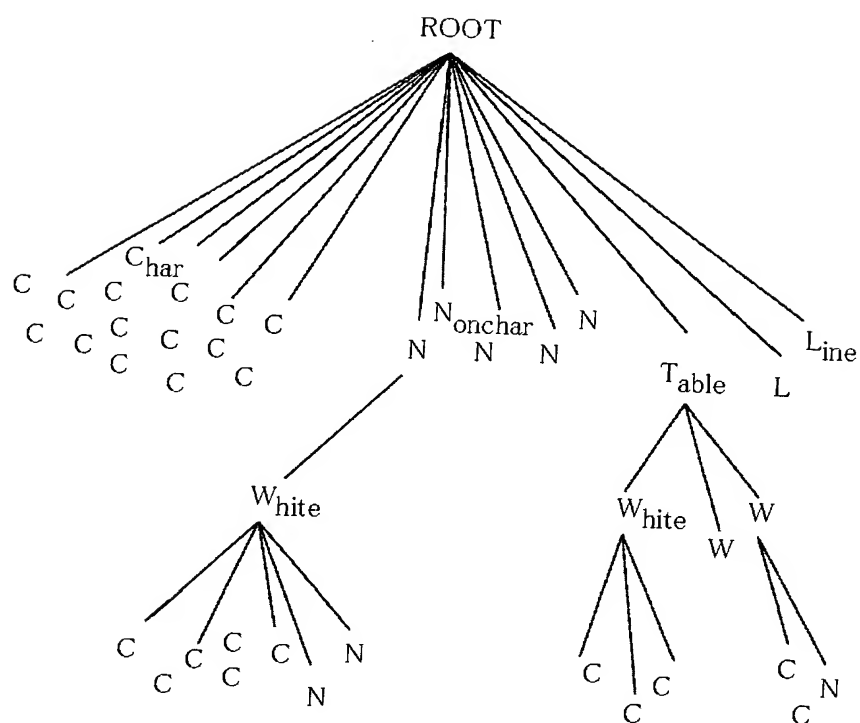 ROOT
C C C Char C
C C C C C
C C C C
C C
N Nonchar N
N N N
Table L Line
White
White W W
C C C C C N
C N
C C C C N
C C